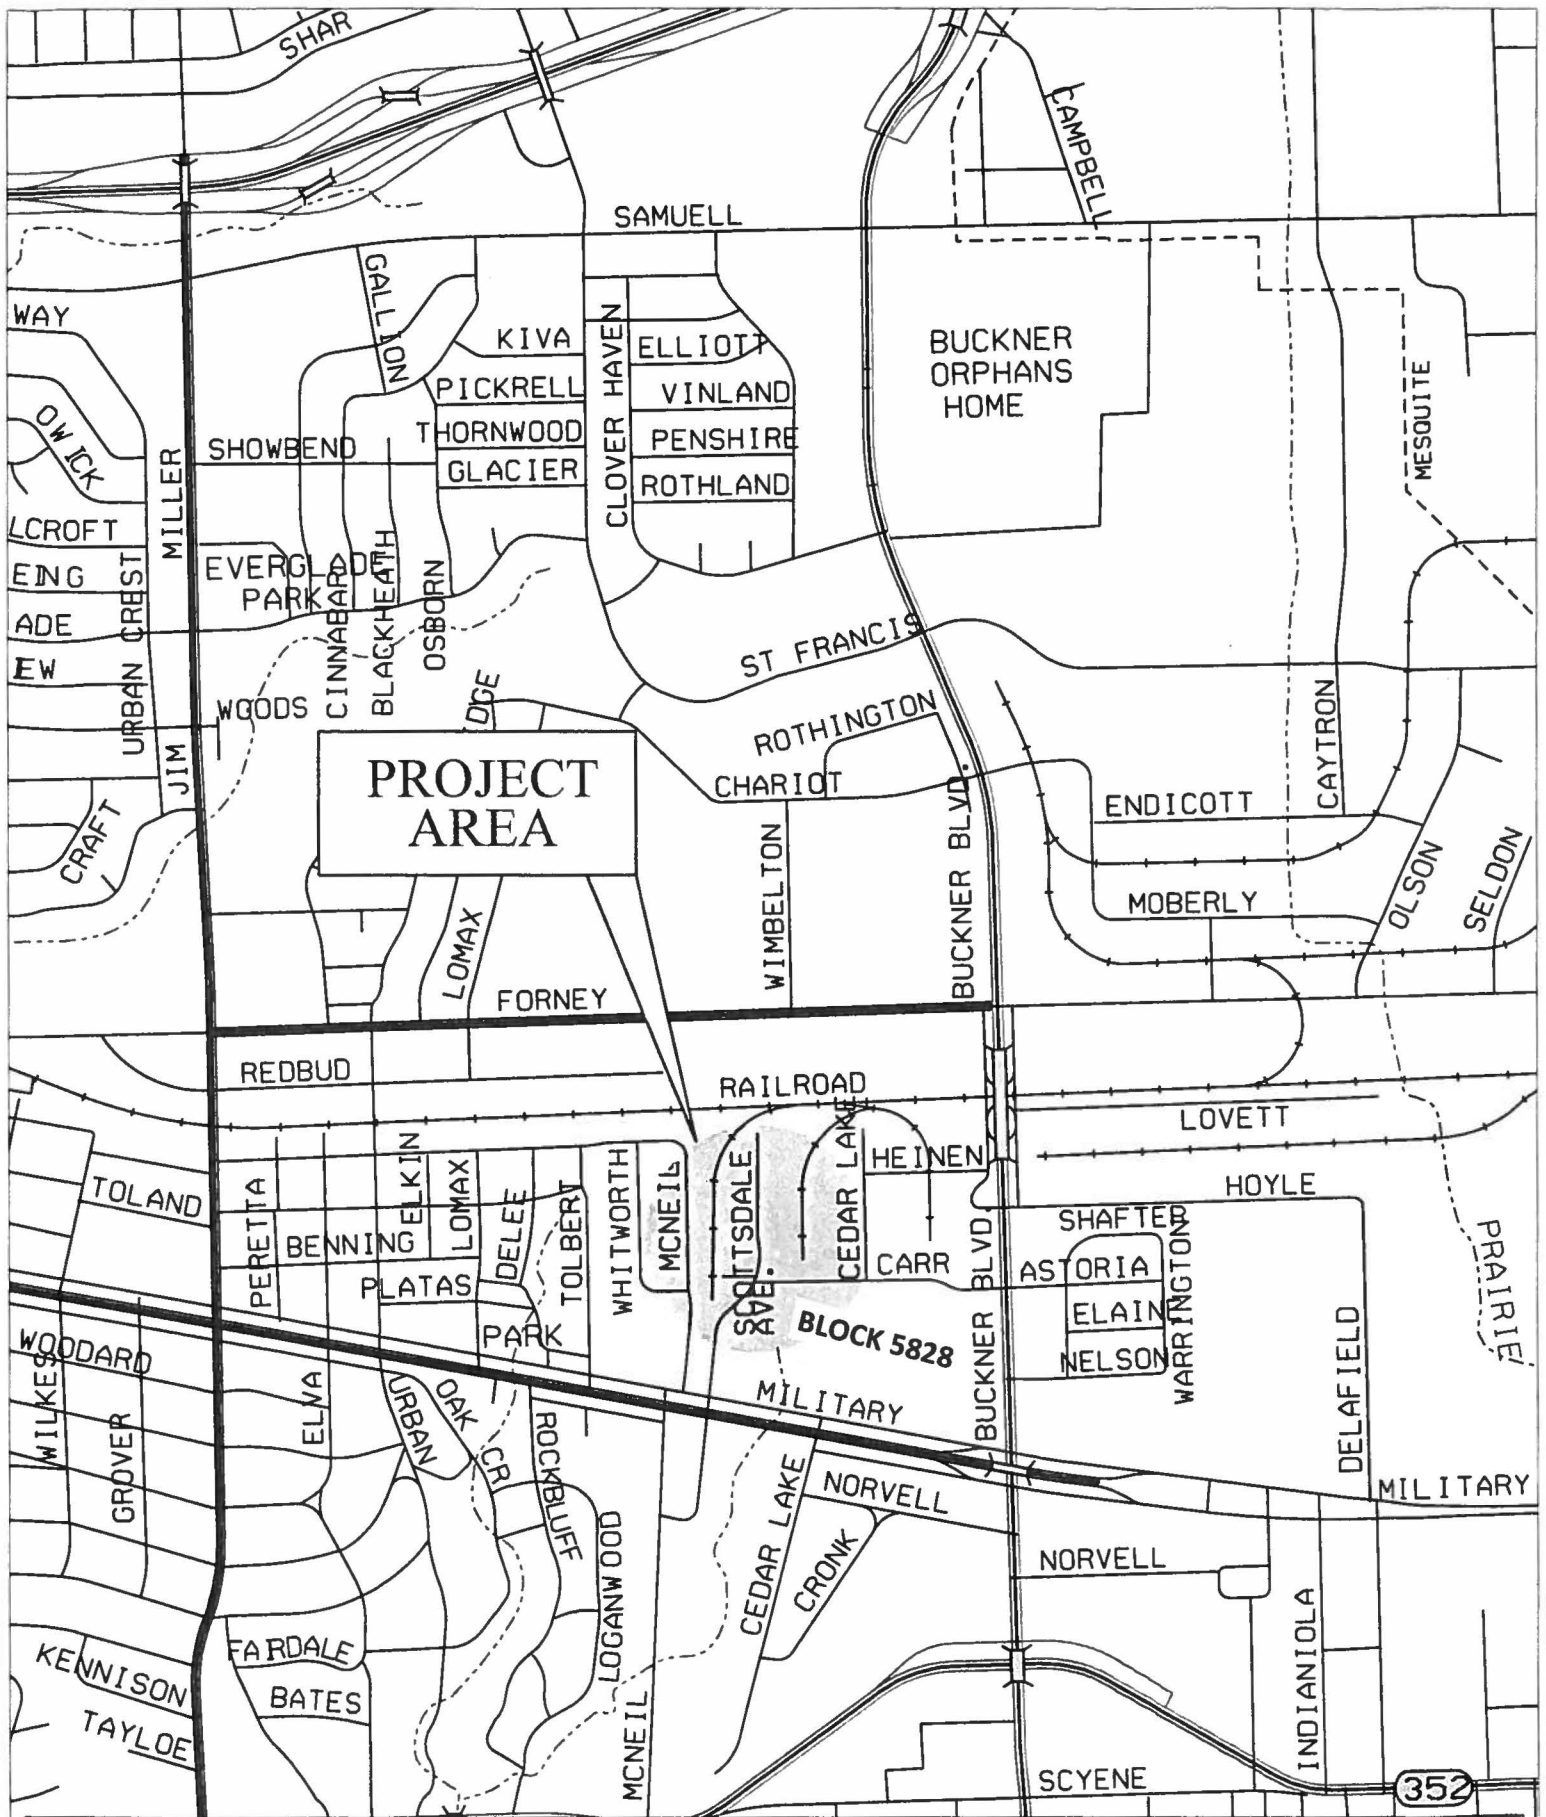 SHAR
CAMPBELL
SAMUELL
GALLION
WAY
KIVA
CLOVER HAVEN
ELLIOTT
BUCKNER
ORPHANS
HOME
PICKRELL
VINLAND
MESQUITE
OWICK
THORNWOOD
PENSHIRE
SHOWBEND
GLACIER
ROTHLAND
MILLER
LCROFT
EVERGLADE
PARK
EING
URBAN CREST
CINNABAR
BLACKHEATH
OSBORN
ADE
ST FRANCIS
EW
WOODS
IDGE
ROTHINGTON
CAYTRON
JIM
PROJECT
AREA
CHARIOT
BUCKNER BLVD.
ENDICOTT
CRAFT
WIMBELTON
OLSON
SELDON
MOBERLY
LOMAX
FORNEY
REDBUD
RAILROAD
LOVETT
TOLAND
PERETTA
ELKIN
LOMAX
DELEE
TOLBERT
WHITWORTH
MCNEIL
SCOTTSDALE
AVE.
CEDAR LAKE
HEINEN
HOYLE
SHAFTER
BENNING
CARR
BUCKNER BLVD.
ASTORIA
WARRINGTON
PRAIRIE
PLATAS
ELAINE
PARK
BLOCK 5828
NELSON
DELAFIELD
WOODARD
WILKES
GROVER
ELVA
URBAN
OAK
CR
ROCKBLUFF
MILITARY
NORVELL
MILITARY
LOGANWOOD
CEDAR LAKE
CRONK
NORVELL
INDIANIOLA
FAIRDALE
KENNISON
BATES
TAYLOE
MCNEIL
SCYENE
352